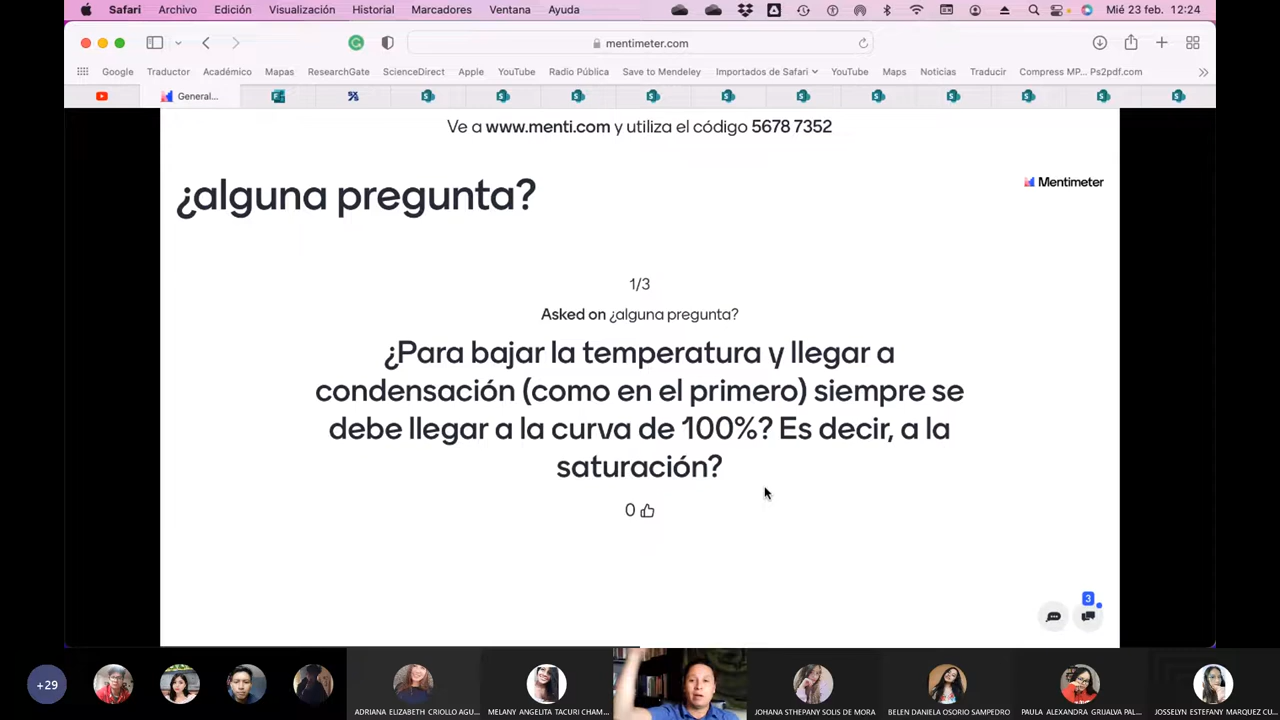 Safari Archivo Edición Visualización Historial Marcadores Ventana Ayuda Mié 23 feb. 12:24
mentimeter.com
Google Traductor Académico Mapas ResearchGate ScienceDirect Apple YouTube Radio Pública Save to Mendeley Importados de Safari YouTube Maps Noticias Traducir Compress MP... Ps2pdf.com
General...
Ve a www.menti.com y utiliza el código 5678 7352
¿alguna pregunta?
Mentimeter
1/3
Asked on ¿alguna pregunta?
¿Para bajar la temperatura y llegar a
condensación (como en el primero) siempre se
debe llegar a la curva de 100%? Es decir, a la
saturación?
0
3
+29
ADRIANA ELIZABETH CRIOLLO AGU... MELANY ANGELITA TACURI CHAM... JOHANA STHEPANY SOLIS DE MORA BELEN DANIELA OSORIO SAMPEDRO PAULA ALEXANDRA GRIJALVA PAL... JOSSELYN ESTEFANY MARQUEZ CU...